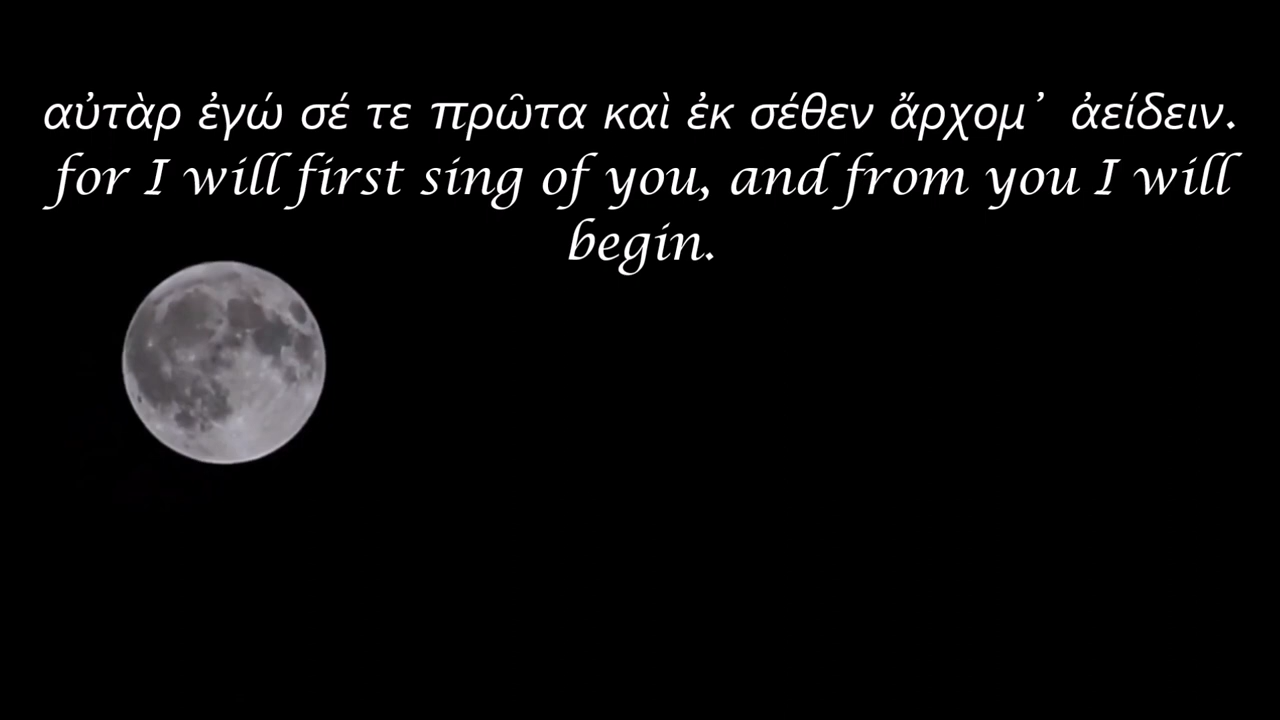 αὐτὰρ ἐγώ σέ τε πρῶτα καὶ ἐκ σέθεν ἄρχομ᾽ ἀείδειν.
for I will first sing of you, and from you I will
begin.